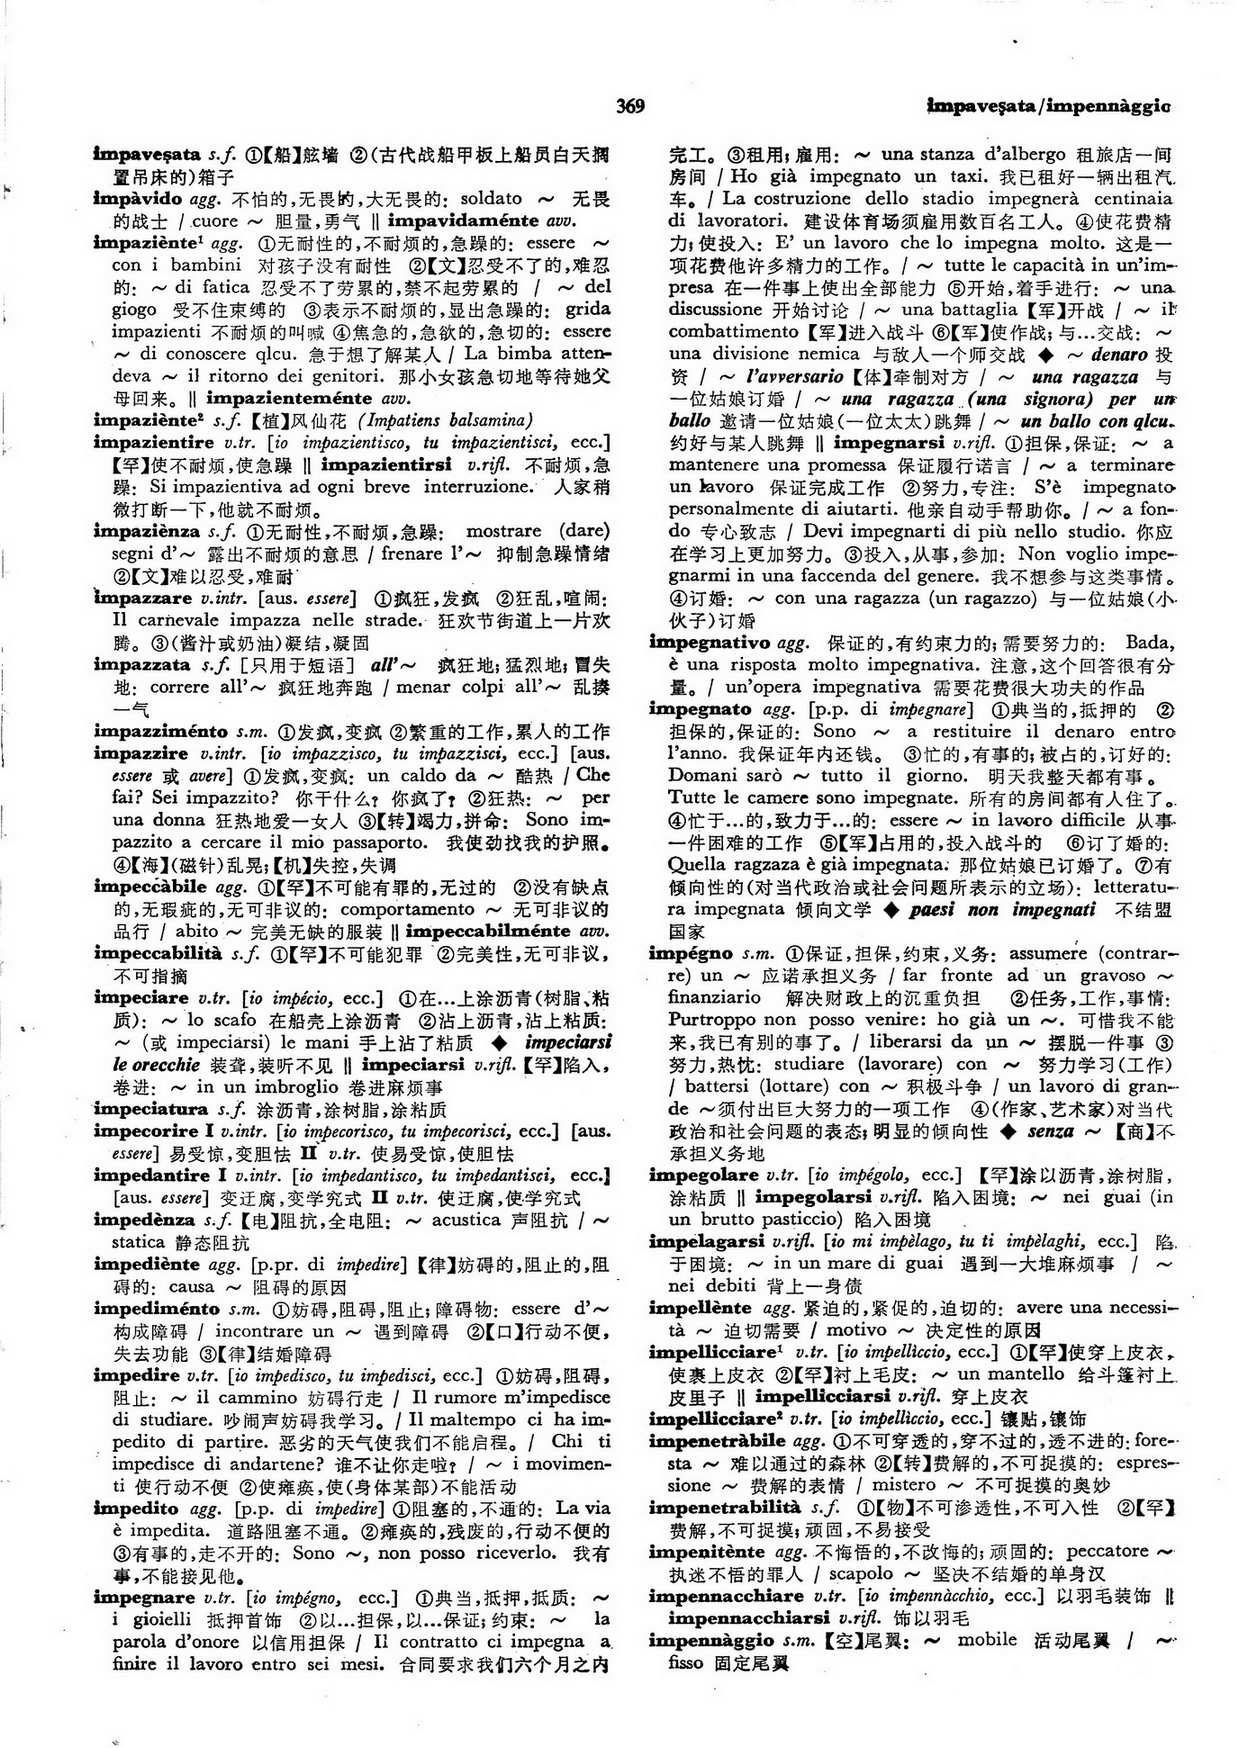 369
impaveṣata/impennàggio
impaveṣata s.f. ①【船】舷墙 ②(古代战船甲板上船员白天搁
置吊床的)箱子
impàvido agg. 不怕的,无畏的,大无畏的: soldato ～ 无畏
的战士 / cuore ～ 胆量,勇气 ‖ impavidaménte avv.
impaziènte¹ agg. ①无耐性的,不耐烦的,急躁的: essere ～
con i bambini 对孩子没有耐性 ②【文】忍受不了的,难忍
的: ～ di fatica 忍受不了劳累的,禁不起劳累的 / ～ del
giogo 受不住束缚的 ③表示不耐烦的,显出急躁的: grida
impazienti 不耐烦的叫喊 ④焦急的,急欲的,急切的: essere
～ di conoscere qlcu. 急于想了解某人 / La bimba atten-
deva ～ il ritorno dei genitori. 那小女孩急切地等待她父
母回来。‖ impazienteménte avv.
impaziènte² s.f. 【植】风仙花 (Impatiens balsamina)
impazientire v.tr. [io impazientisco, tu impazientisci, ecc.]
【罕】使不耐烦,使急躁 ‖ impazientirsi v.rifl. 不耐烦,急
躁: Si impazientiva ad ogni breve interruzione. 人家稍
微打断一下,他就不耐烦。
impaziènza s.f. ①无耐性,不耐烦,急躁: mostrare (dare)
segni d'～ 露出不耐烦的意思 / frenare l'～ 抑制急躁情绪
②【文】难以忍受,难耐
impazzare v.intr. [aus. essere] ①疯狂,发疯 ②狂乱,喧闹:
Il carnevale impazza nelle strade. 狂欢节街道上一片欢
腾。③(酱汁或奶油)凝结,凝固
impazzata s.f. [只用于短语] all'～ 疯狂地;猛烈地;冒失
地: correre all'～ 疯狂地奔跑 / menar colpi all'～ 乱揍
一气
impazziménto s.m. ①发疯,变疯 ②繁重的工作,累人的工作
impazzire v.intr. [io impazzisco, tu impazzisci, ecc.] [aus.
essere 或 avere] ①发疯,变疯: un caldo da ～ 酷热 / Che
fai? Sei impazzito? 你干什么? 你疯了? ②狂热: ～ per
una donna 狂热地爱一女人 ③【转】竭力,拼命: Sono im-
pazzito a cercare il mio passaporto. 我使劲找我的护照。
④【海】(磁针)乱晃;【机】失控,失调
impeccàbile agg. ①【罕】不可能有罪的,无过的 ②没有缺点
的,无瑕疵的,无可非议的: comportamento ～ 无可非议的
品行 / abito ～ 完美无缺的服装 ‖ impeccabilménte avv.
impeccabilità s.f. ①【罕】不可能犯罪 ②完美性,无可非议,
不可指摘
impeciare v.tr. [io impécio, ecc.] ①在…上涂沥青(树脂、粘
质): ～ lo scafo 在船壳上涂沥青 ②沾上沥青,沾上粘质:
～ (或 impeciarsi) le mani 手上沾了粘质 ◆ impeciarsi
le orecchie 装聋,装听不见 ‖ impeciarsi v.rifl. 【罕】陷入,
卷进: ～ in un imbroglio 卷进麻烦事
impeciatura s.f. 涂沥青,涂树脂,涂粘质
impecorire I v.intr. [io impecorisco, tu impecorisci, ecc.] [aus.
essere] 易受惊,变胆怯 II v.tr. 使易受惊,使胆怯
impedantire I v.intr. [io impedantisco, tu impedantisci, ecc.]
[aus. essere] 变迂腐,变学究式 II v.tr. 使迂腐,使学究式
impedènza s.f. 【电】阻抗,全电阻: ～ acustica 声阻抗 / ～
statica 静态阻抗
impediènte agg. [p.pr. di impedire] 【律】妨碍的,阻止的,阻
碍的: causa ～ 阻碍的原因
impediménto s.m. ①妨碍,阻碍,阻止;障碍物: essere d'～
构成障碍 / incontrare un ～ 遇到障碍 ②【口】行动不便,
失去功能 ③【律】结婚障碍
impedire v.tr. [io impedisco, tu impedisci, ecc.] ①妨碍,阻碍,
阻止: ～ il cammino 妨碍行走 / Il rumore m'impedisce
di studiare. 吵闹声妨碍我学习。/ Il maltempo ci ha im-
pedito di partire. 恶劣的天气使我们不能启程。/ Chi ti
impedisce di andartene? 谁不让你走啦? / ～ i movimen-
ti 使行动不便 ②使瘫痪,使(身体某部)不能活动
impedito agg. [p.p. di impedire] ①阻塞的,不通的: La via
è impedita. 道路阻塞不通。②瘫痪的,残废的,行动不便的
③有事的,走不开的: Sono ～, non posso riceverlo. 我有
事,不能接见他。
impegnare v.tr. [io impégno, ecc.] ①典当,抵押,抵质: ～
i gioielli 抵押首饰 ②以…担保,以…保证;约束: ～ la
parola d'onore 以信用担保 / Il contratto ci impegna a
finire il lavoro entro sei mesi. 合同要求我们六个月之内
完工。③租用;雇用: ～ una stanza d'albergo 租旅店一间
房间 / Ho già impegnato un taxi. 我已租好一辆出租汽
车。/ La costruzione dello stadio impegnerà centinaia
di lavoratori. 建设体育场须雇用数百名工人。④使花费精
力;使投入: E' un lavoro che lo impegna molto. 这是一
项花费他许多精力的工作。/ ～ tutte le capacità in un'im-
presa 在一件事上使出全部能力 ⑤开始,着手进行: ～ una
discussione 开始讨论 / ～ una battaglia 【军】开战 / ～ il
combattimento 【军】进入战斗 ⑥【军】使作战;与…交战: ～
una divisione nemica 与敌人一个师交战 ◆ ～ denaro 投
资 / ～ l'avversario 【体】牵制对方 / ～ una ragazza 与
一位姑娘订婚 / ～ una ragazza (una signora) per un
ballo 邀请一位姑娘(一位太太)跳舞 / ～ un ballo con qlcu.
约好与某人跳舞 ‖ impegnarsi v.rifl. ①担保,保证: ～ a
mantenere una promessa 保证履行诺言 / ～ a terminare
un lavoro 保证完成工作 ②努力,专注: S'è impegnato
personalmente di aiutarti. 他亲自动手帮助你。/ ～ a fon-
do 专心致志 / Devi impegnarti di più nello studio. 你应
在学习上更加努力。③投入,从事,参加: Non voglio impe-
gnarmi in una faccenda del genere. 我不想参与这类事情。
④订婚: ～ con una ragazza (un ragazzo) 与一位姑娘(小
伙子)订婚
impegnativo agg. 保证的,有约束力的;需要努力的: Bada,
è una risposta molto impegnativa. 注意,这个回答很有分
量。/ un'opera impegnativa 需要花费很大功夫的作品
impegnato agg. [p.p. di impegnare] ①典当的,抵押的 ②
担保的,保证的: Sono ～ a restituire il denaro entro
l'anno. 我保证年内还钱。 ③忙的,有事的;被占的,订好的:
Domani sarò ～ tutto il giorno. 明天我整天都有事。
Tutte le camere sono impegnate. 所有的房间都有人住了。
④忙于…的,致力于…的: essere ～ in lavoro difficile 从事
一件困难的工作 ⑤【军】占用的,投入战斗的 ⑥订了婚的:
Quella ragzaza è già impegnata. 那位姑娘已订婚了。⑦有
倾向性的(对当代政治或社会问题所表示的立场): letteratu-
ra impegnata 倾向文学 ◆ paesi non impegnati 不结盟
国家
impégno s.m. ①保证,担保,约束,义务: assumere (contrar-
re) un ～ 应诺承担义务 / far fronte ad un gravoso ～
finanziario 解决财政上的沉重负担 ②任务,工作,事情:
Purtroppo non posso venire: ho già un ～. 可惜我不能
来,我已有别的事了。/ liberarsi da un ～ 摆脱一件事 ③
努力,热忱: studiare (lavorare) con ～ 努力学习(工作)
/ battersi (lottare) con ～ 积极斗争 / un lavoro di gran-
de ～须付出巨大努力的一项工作 ④(作家、艺术家)对当代
政治和社会问题的表态;明显的倾向性 ◆ senza ～ 【商】不
承担义务地
impegolare v.tr. [io impégolo, ecc.] 【罕】涂以沥青,涂树脂,
涂粘质 ‖ impegolarsi v.rifl. 陷入困境: ～ nei guai (in
un brutto pasticcio) 陷入困境
impelagarsi v.rifl. [io mi impèlago, tu ti impèlaghi, ecc.] 陷
于困境: ～ in un mare di guai 遇到一大堆麻烦事 / ～
nei debiti 背上一身债
impellènte agg. 紧迫的,紧促的,迫切的: avere una necessi-
tà ～ 迫切需要 / motivo ～ 决定性的原因
impellicciare¹ v.tr. [io impellìccio, ecc.] ①【罕】使穿上皮衣,
使裹上皮衣 ②【罕】衬上毛皮: ～ un mantello 给斗篷衬上
皮里子 ‖ impellicciarsi v.rifl. 穿上皮衣
impellicciare² v.tr. [io impellìccio, ecc.] 镶贴,镶饰
impenetràbile agg. ①不可穿透的,穿不过的,透不进的: fore-
sta ～ 难以通过的森林 ②【转】费解的,不可捉摸的: espres-
sione ～ 费解的表情 / mistero ～ 不可捉摸的奥妙
impenetrabilità s.f. ①【物】不可渗透性,不可入性 ②【罕】
费解,不可捉摸;顽固,不易接受
impenitènte agg. 不悔悟的,不改悔的;顽固的: peccatore ～
执迷不悟的罪人 / scapolo ～ 坚决不结婚的单身汉
impennacchiare v.tr. [io impennàcchio, ecc.] 以羽毛装饰 ‖
impennacchiarsi v.rifl. 饰以羽毛
impennàggio s.m. 【空】尾翼: ～ mobile 活动尾翼 / ～
fisso 固定尾翼